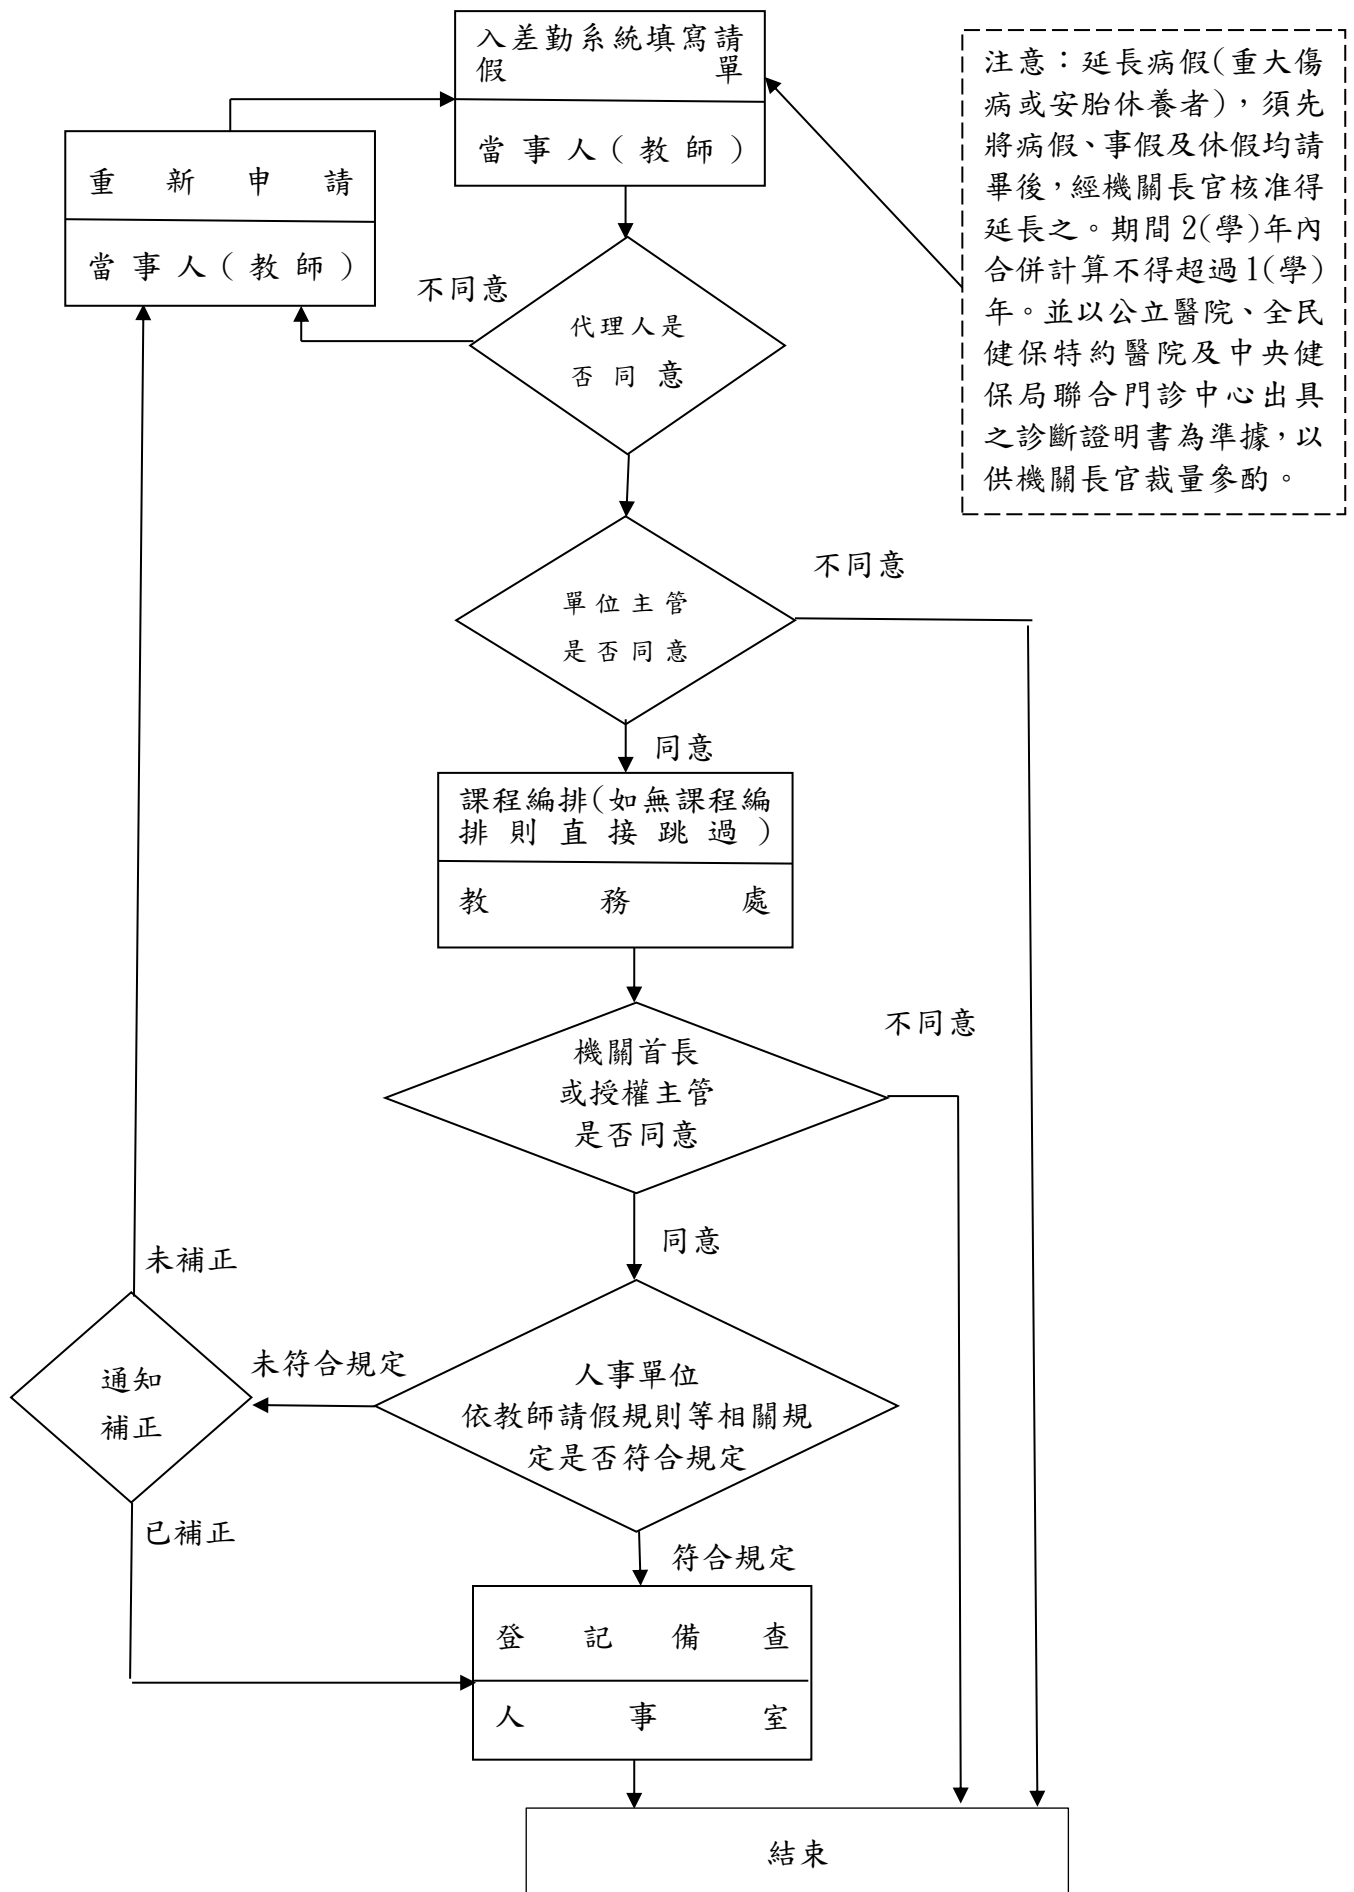 入差勤系統填寫請
假單
當事人(教師)
注意：延長病假(重大傷
病或安胎休養者)，須先
將病假、事假及休假均請
畢後，經機關長官核准得
延長之。期間2(學)年內
合併計算不得超過1(學)
年。並以公立醫院、全民
健保特約醫院及中央健
保局聯合門診中心出具
之診斷證明書為準據，以
供機關長官裁量參酌。
重新申請
當事人(教師)
不同意
代理人是
否同意
不同意
單位主管
是否同意
同意
課程編排(如無課程編
排則直接跳過)
教務處
不同意
機關首長
或授權主管
是否同意
同意
未補正
通知
補正
未符合規定
人事單位
依教師請假規則等相關規
定是否符合規定
已補正
符合規定
登記備查
人事室
結束